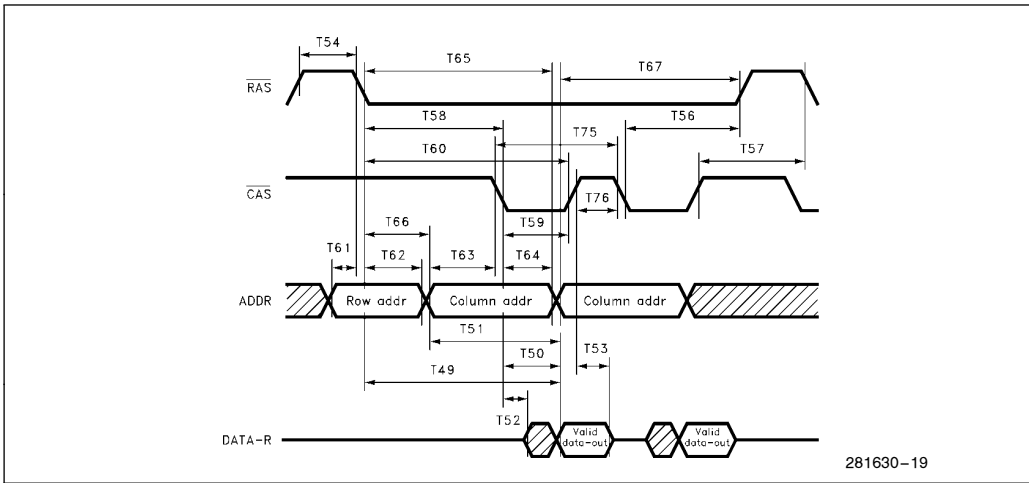 T54
T65
T67
RAS
T58
T75
T56
T60
T57
CAS
T76
T66
T59
T61
T62
T63
T64
ADDR
Row addr
Column addr
Column addr
T51
T50
T53
T49
T52
DATA-R
Valid
data-out
Valid
data-out
281630–19